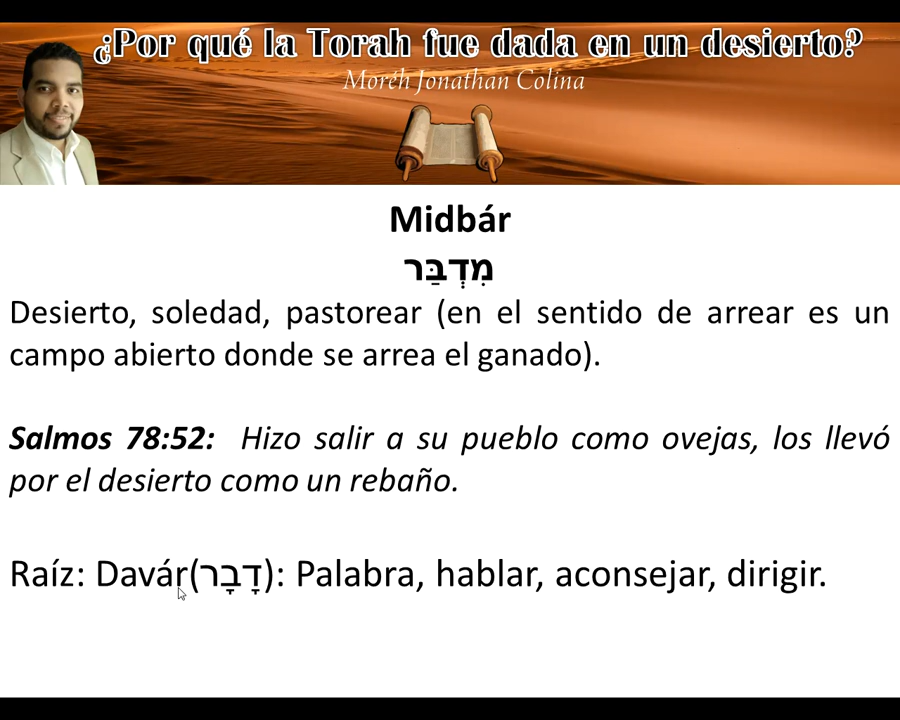 ¿Por qué la Torah fue dada en un desierto?
Moréh Jonathan Colina
Midbár
מִדְבַּר
Desierto, soledad, pastorear (en el sentido de arrear es un
campo abierto donde se arrea el ganado).
Salmos 78:52: Hizo salir a su pueblo como ovejas, los llevó
por el desierto como un rebaño.
Raíz: Davár(דָבָר): Palabra, hablar, aconsejar, dirigir.